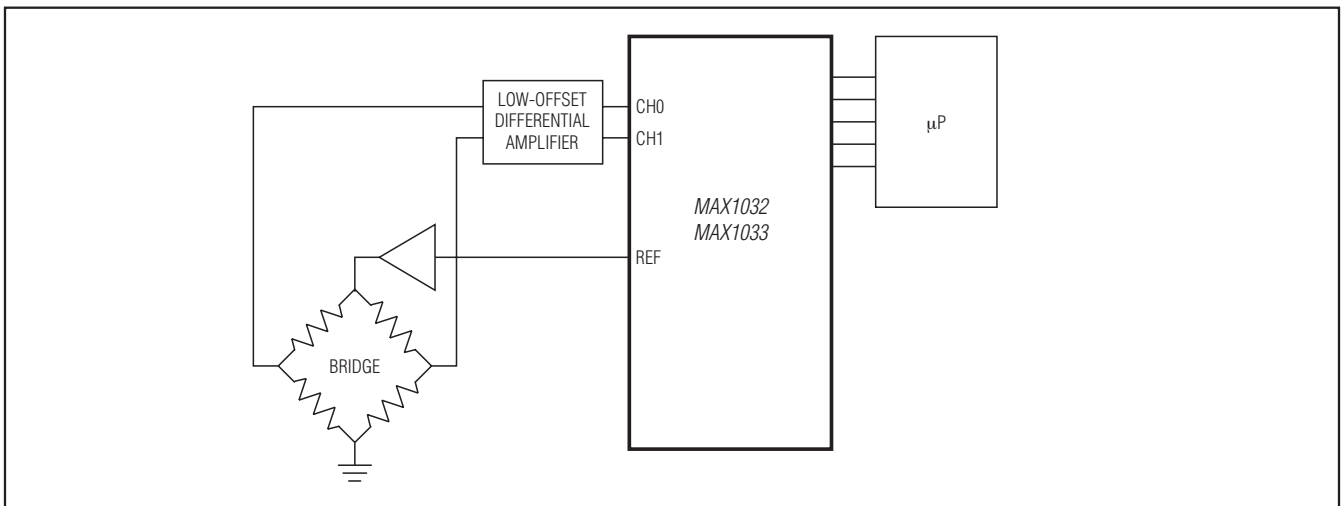 LOW-OFFSET
DIFFERENTIAL
AMPLIFIER
CH0
CH1
µP
MAX1032
MAX1033
REF
BRIDGE